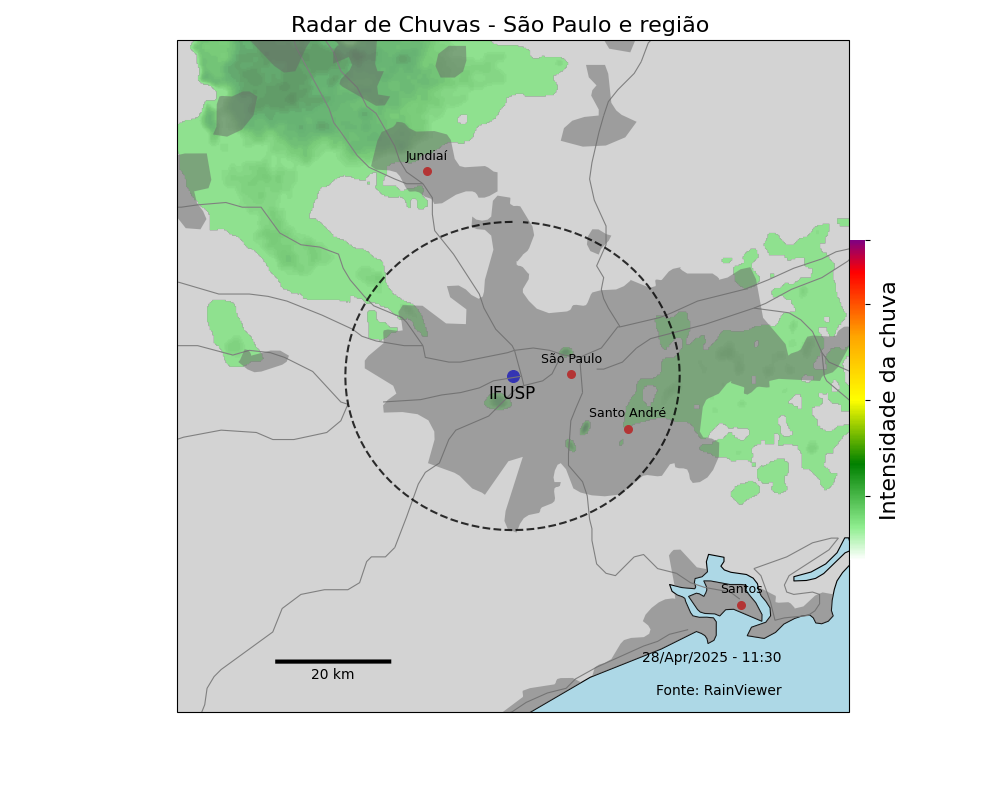 Radar de Chuvas - São Paulo e região
Jundiaí
São Paulo
IFUSP
Santo André
Intensidade da chuva
Santos
28/Apr/2025 - 11:30
20 km
Fonte: RainViewer